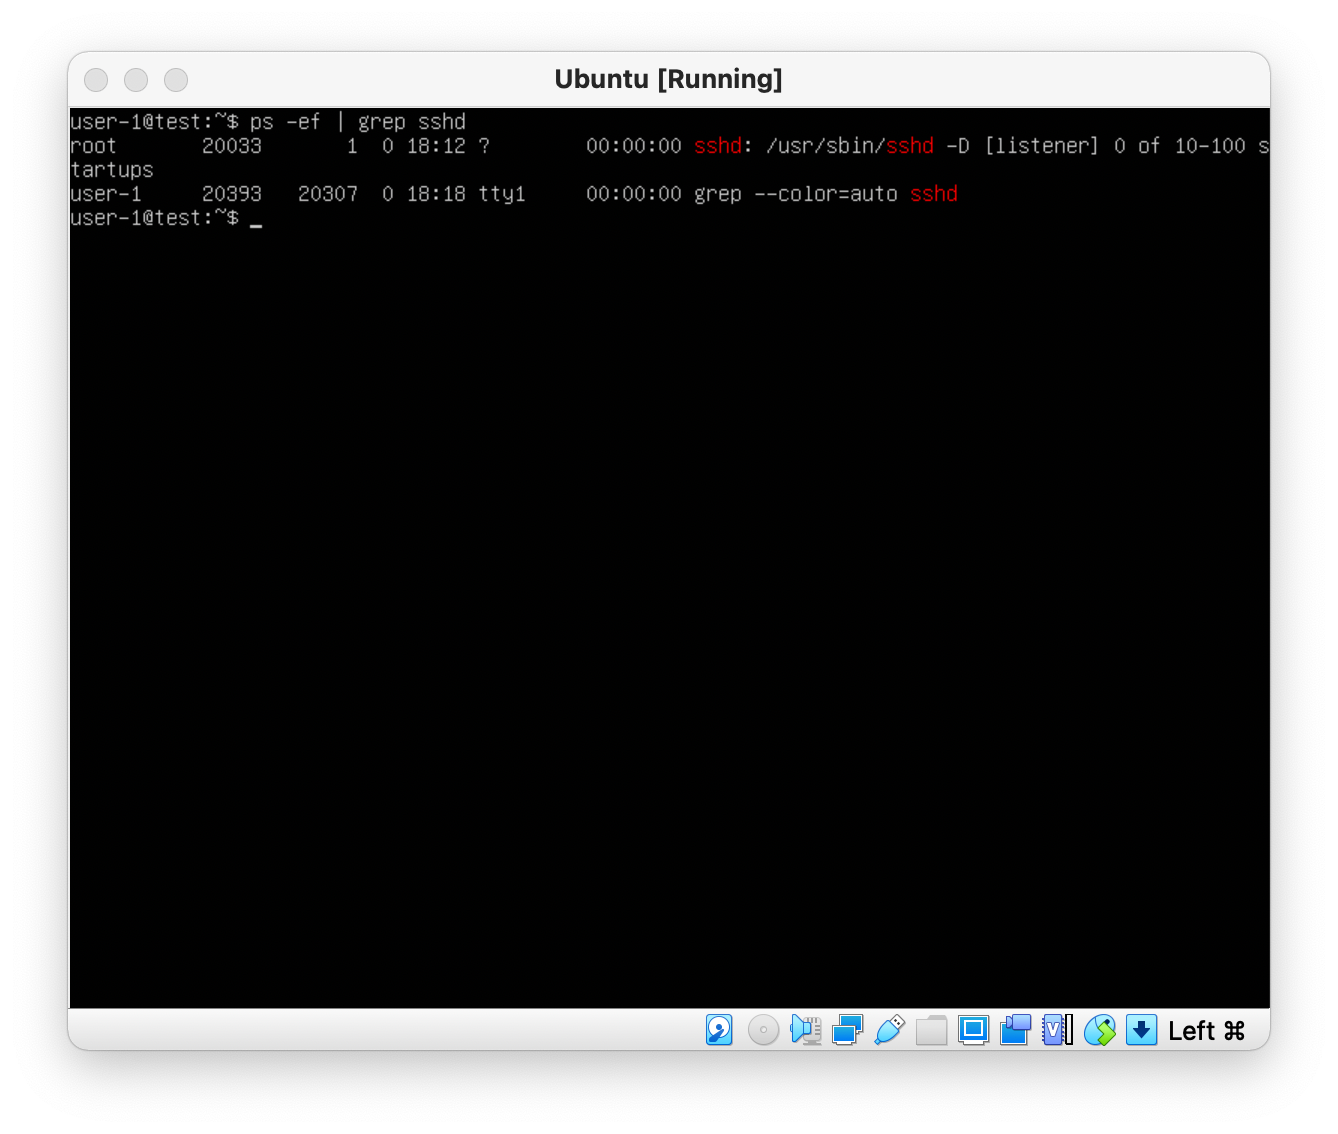 Ubuntu [Running]
user-1@test:~$ ps -ef | grep sshd
root       20033       1  0 18:12 ?        00:00:00 sshd: /usr/sbin/sshd -D [listener] 0 of 10-100 s
tartups
user-1     20393   20307  0 18:18 tty1     00:00:00 grep --color=auto sshd
user-1@test:~$ _
V
Left ⌘